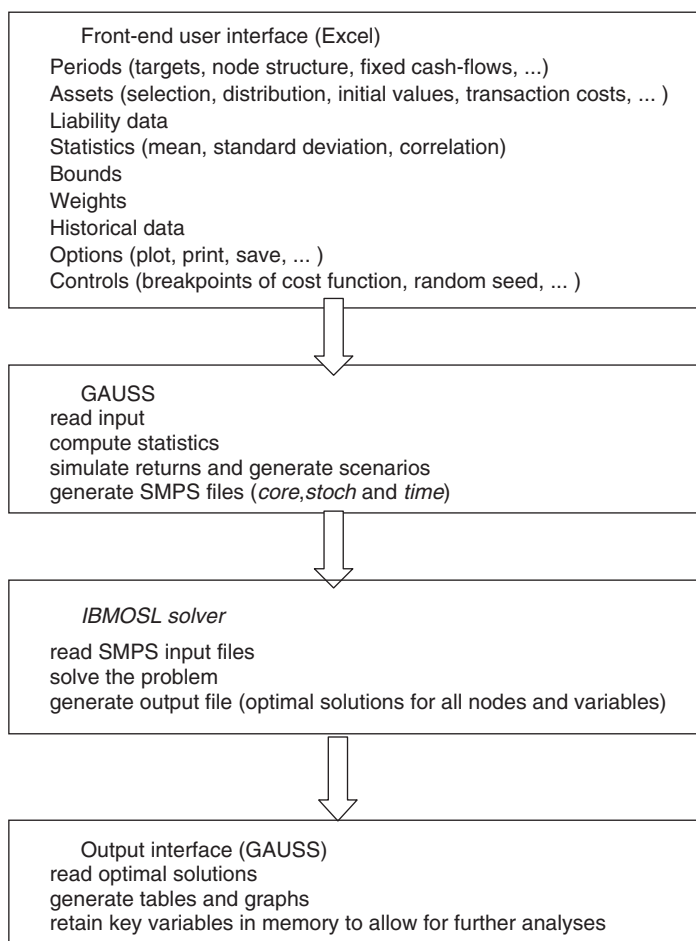 Front-end user interface (Excel)
Periods (targets, node structure, fixed cash-flows, ...)
Assets (selection, distribution, initial values, transaction costs, ... )
Liability data
Statistics (mean, standard deviation, correlation)
Bounds
Weights
Historical data
Options (plot, print, save, ... )
Controls (breakpoints of cost function, random seed, ... )
GAUSS
read input
compute statistics
simulate returns and generate scenarios
generate SMPS files (core,stoch and time)
IBMOSL solver
read SMPS input files
solve the problem
generate output file (optimal solutions for all nodes and variables)
Output interface (GAUSS)
read optimal solutions
generate tables and graphs
retain key variables in memory to allow for further analyses